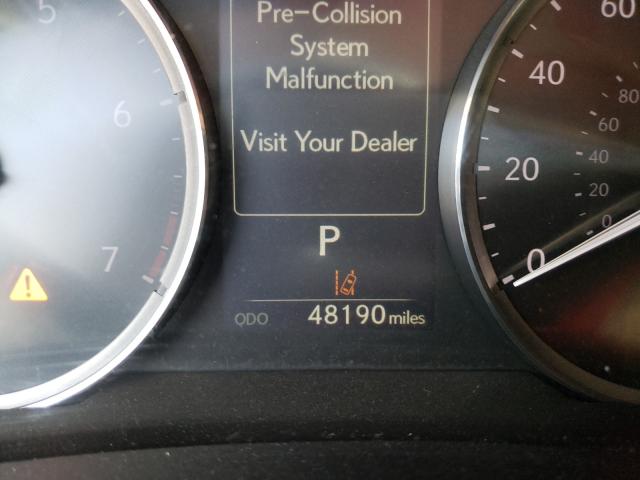 Pre-Collision
System
Malfunction
Visit Your Dealer
P
ODO 48190 miles
5
6
7
60
40
20
0
80
60
40
20
0